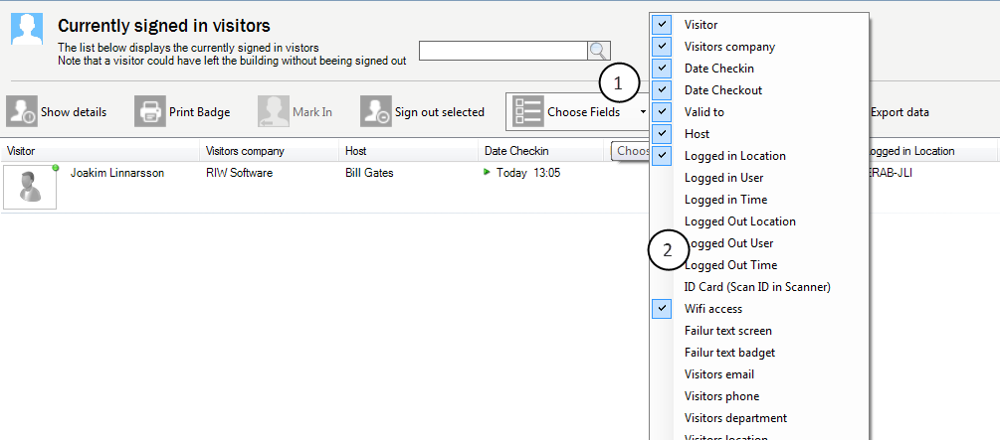 Currently signed in visitors
The list below displays the currently signed in vistors
Note that a visitor could have left the building without beeing signed out
1
Show details
Print Badge
Mark In
Sign out selected
Choose Fields
Export data
Visitor
Visitors company
Host
Date Checkin
Choos
ogged in Location
Joakim Linnarsson
RIW Software
Bill Gates
Today 13:05
ERAB-JLI
Visitor
Visitors company
Date Checkin
Date Checkout
Valid to
Host
Logged in Location
Logged in User
Logged in Time
Logged Out Location
2
ogged Out User
Logged Out Time
ID Card (Scan ID in Scanner)
Wifi access
Failur text screen
Failur text badget
Visitors email
Visitors phone
Visitors department
Visitors location